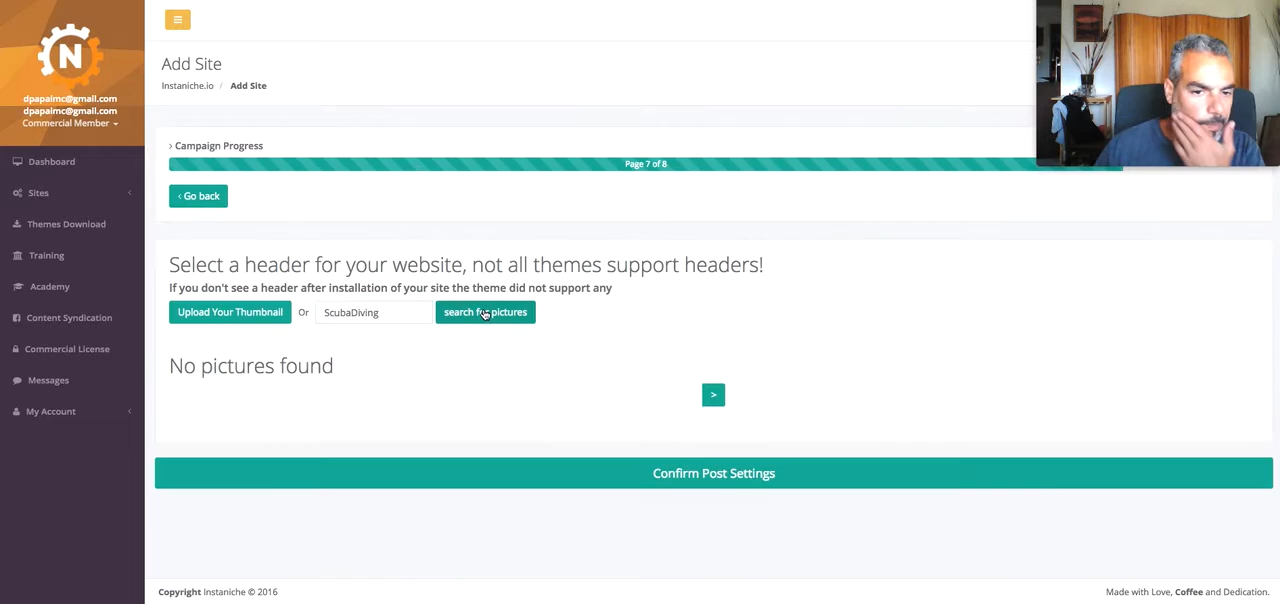 N
dpapaimc@gmail.com
dpapaimc@gmail.com
Commercial Member
Dashboard
Sites
Themes Download
Training
Academy
Content Syndication
Commercial License
Messages
My Account
Add Site
Instaniche.io / Add Site
› Campaign Progress
Page 7 of 8
‹ Go back
Select a header for your website, not all themes support headers!
If you don't see a header after installation of your site the theme did not support any
Upload Your Thumbnail Or ScubaDiving search for pictures
No pictures found
>
Confirm Post Settings
Copyright Instaniche © 2016
Made with Love, Coffee and Dedication.